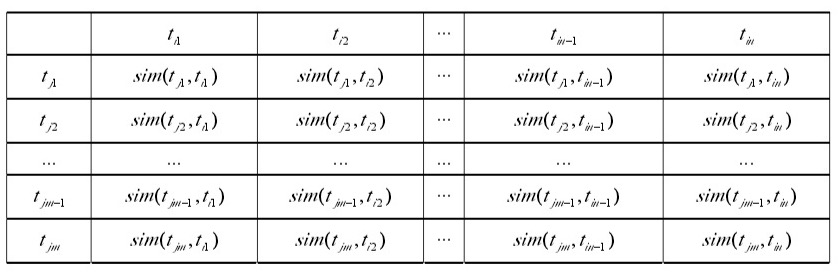 t_{i1} t_{i2} ... t_{in-1} t_{in}
t_{j1} sim(t_{j1},t_{i1}) sim(t_{j1},t_{i2}) ... sim(t_{j1},t_{in-1}) sim(t_{j1},t_{in})
t_{j2} sim(t_{j2},t_{i1}) sim(t_{j2},t_{i2}) ... sim(t_{j2},t_{in-1}) sim(t_{j2},t_{in})
... ... ... ... ... ...
t_{jm-1} sim(t_{jm-1},t_{i1}) sim(t_{jm-1},t_{i2}) ... sim(t_{jm-1},t_{in-1}) sim(t_{jm-1},t_{in})
t_{jm} sim(t_{jm},t_{i1}) sim(t_{jm},t_{i2}) ... sim(t_{jm},t_{in-1}) sim(t_{jm},t_{in})